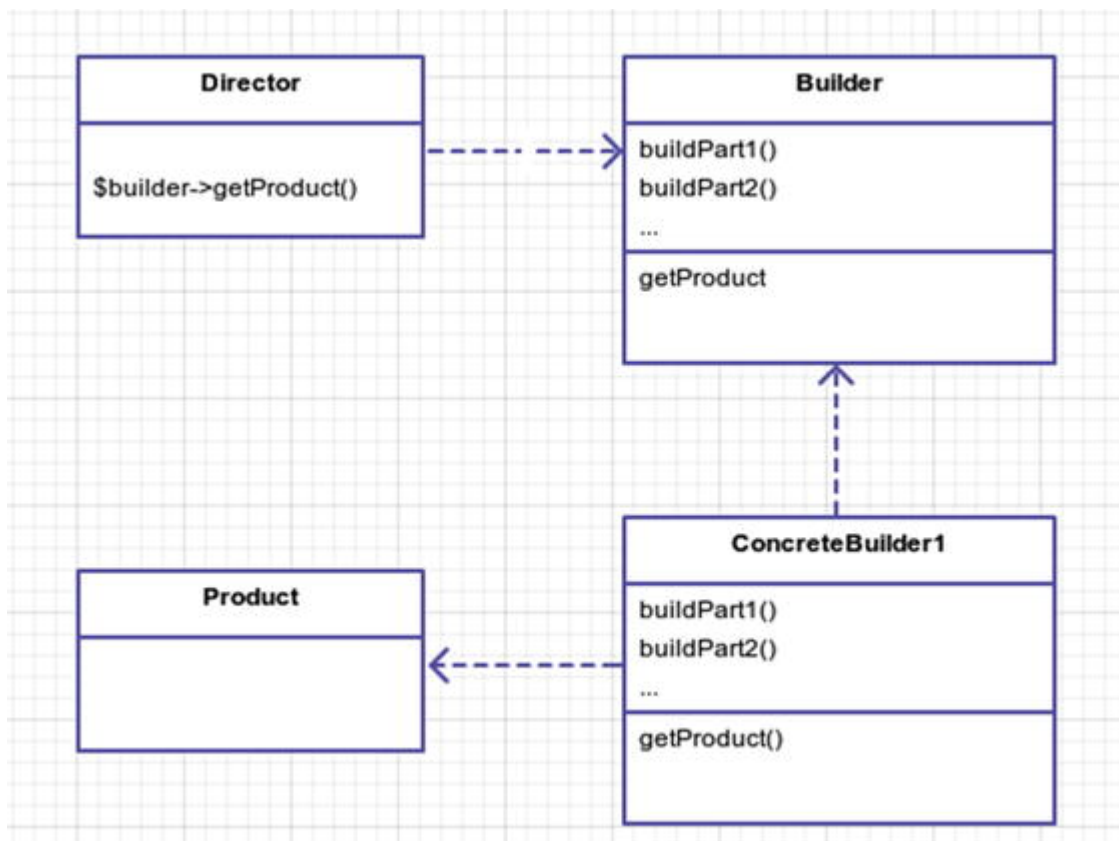 Director
$builder->getProduct()
Builder
buildPart1()
buildPart2()
...
getProduct
Product
ConcreteBuilder1
buildPart1()
buildPart2()
...
getProduct()